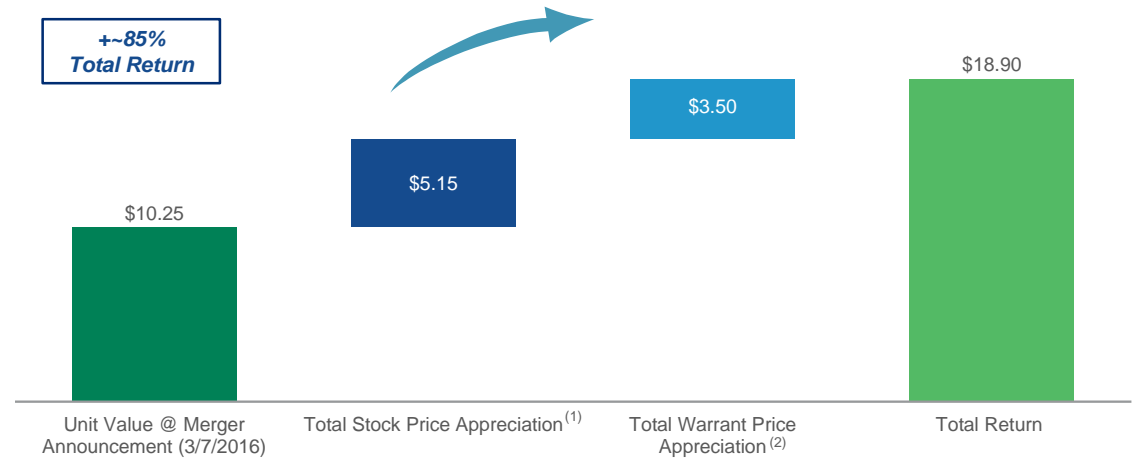 +~85%
Total Return
$10.25
$5.15
$3.50
$18.90
Unit Value @ Merger
Announcement (3/7/2016)
Total Stock Price Appreciation (1)
Total Warrant Price
Appreciation (2)
Total Return